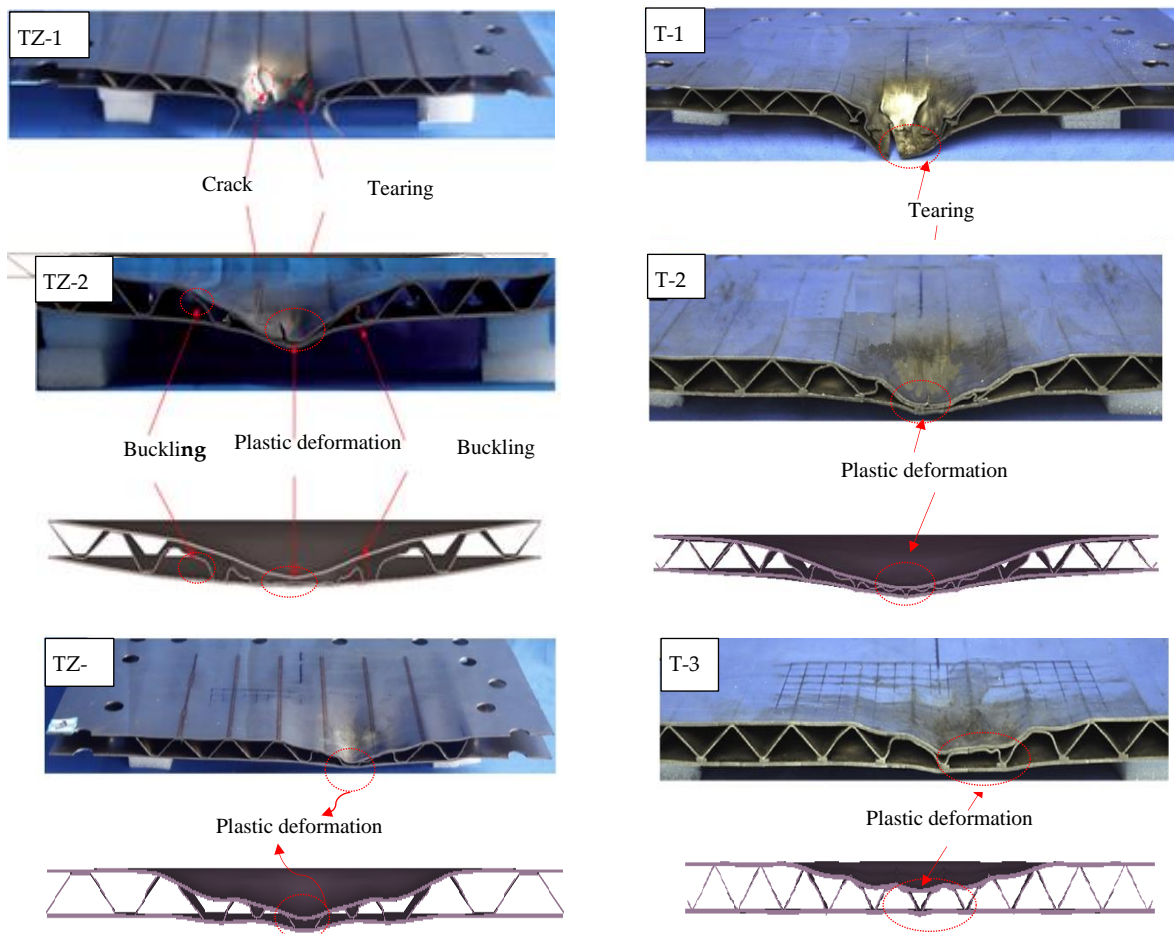 TZ-1
T-1
Crack
Tearing
Tearing
TZ-2
T-2
Buckling
Plastic deformation
Buckling
Plastic deformation
TZ-
T-3
Plastic deformation
Plastic deformation